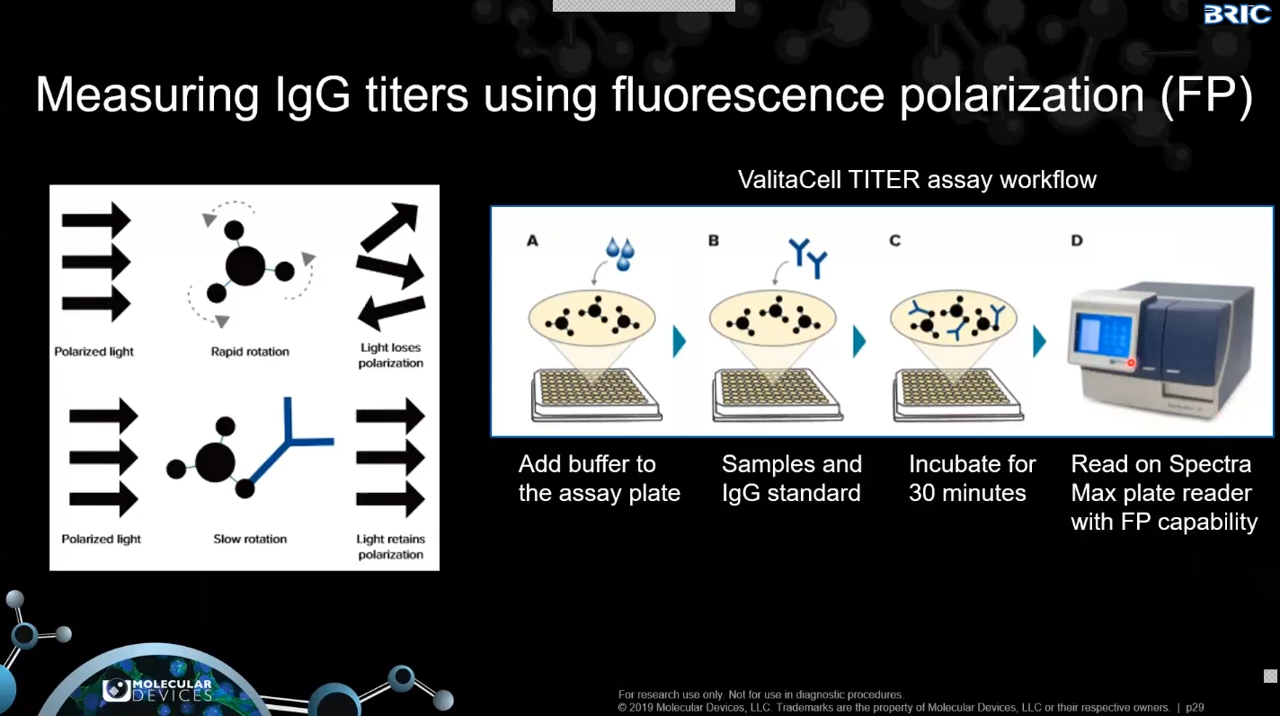 BRIC
Measuring IgG titers using fluorescence polarization (FP)
Polarized light
Rapid rotation
Light loses
polarization
Polarized light
Slow rotation
Light retains
polarization
ValitaCell TITER assay workflow
A
B
C
D
Add buffer to
the assay plate
Samples and
IgG standard
Incubate for
30 minutes
Read on Spectra
Max plate reader
with FP capability
MOLECULAR
DEVICES
For research use only. Not for use in diagnostic procedures.
© 2019 Molecular Devices, LLC. Trademarks are the property of Molecular Devices, LLC or their respective owners. | p29